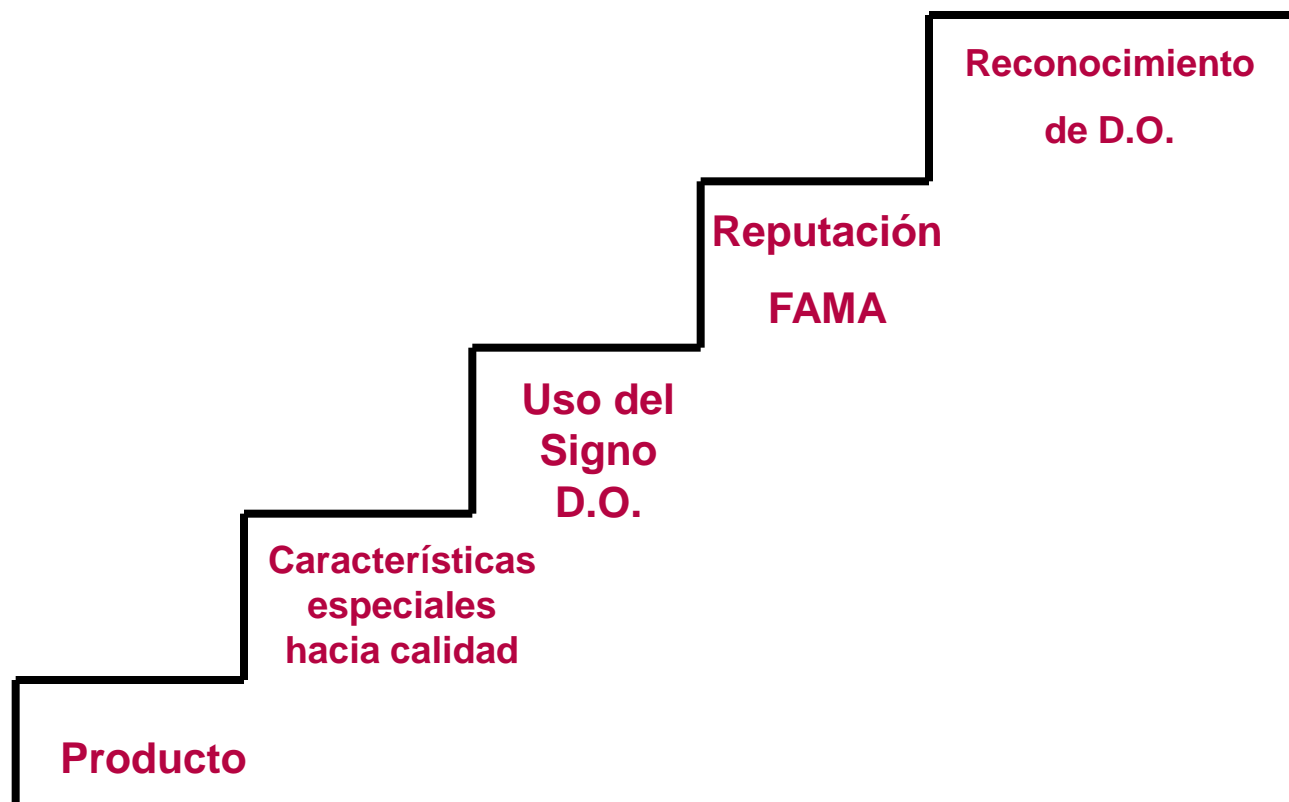 Reconocimiento
de D.O.
Reputación
FAMA
Uso del
Signo
D.O.
Características
especiales
hacia calidad
Producto